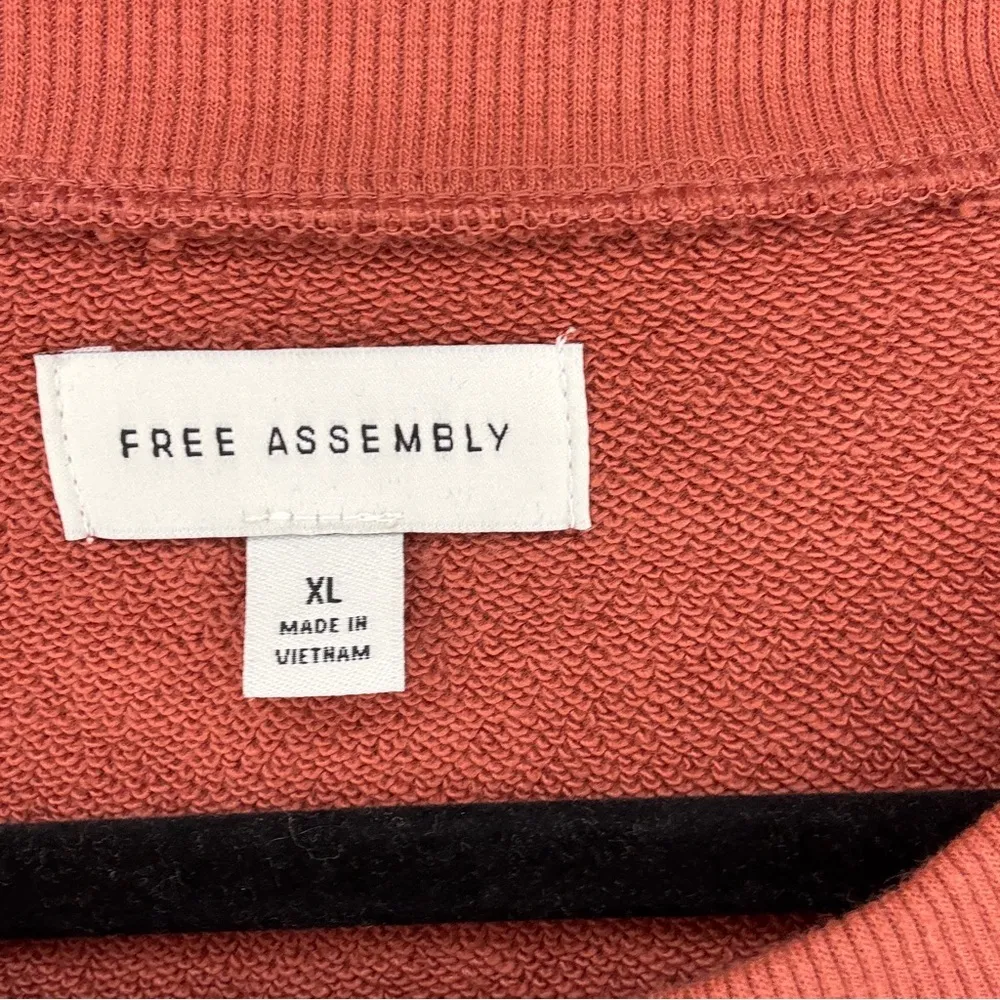 FREE ASSEMBLY
XL
MADE IN
VIETNAM